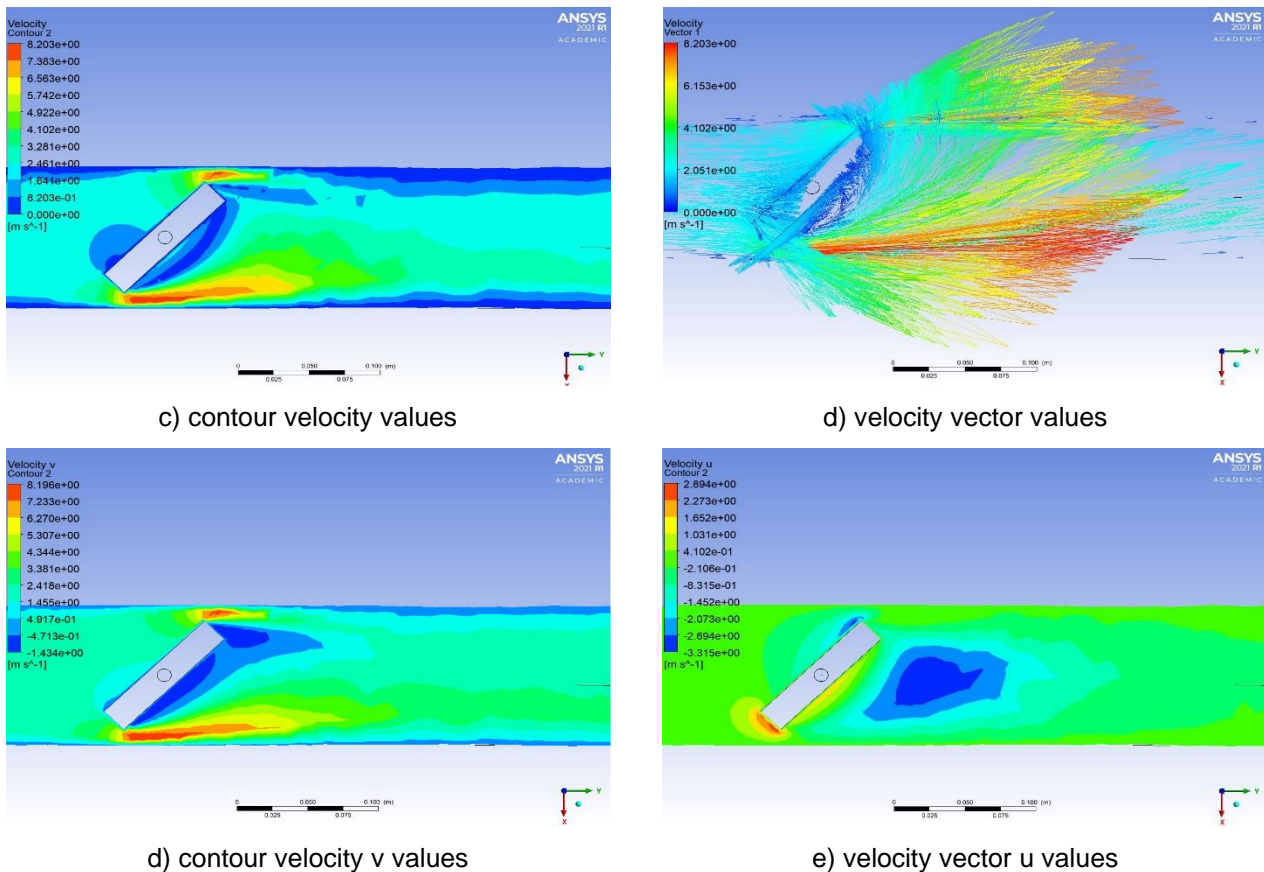 Velocity
Contour 2
8.203e+00
7.383e+00
6.563e+00
5.742e+00
4.922e+00
4.102e+00
3.281e+00
2.461e+00
1.641e+00
8.203e-01
0.000e+00
[m s^-1]
ANSYS
2021 R1
ACADEMIC
0 0.050 0.100 (m)
0.025 0.075
Y
c) contour velocity values
Velocity
Vector 1
8.203e+00
6.153e+00
4.102e+00
2.051e+00
0.000e+00
[m s^-1]
ANSYS
2021 R1
ACADEMIC
0 0.050 0.100 (m)
0.025 0.075
Y
X
d) velocity vector values
Velocity v
Contour 2
8.196e+00
7.233e+00
6.270e+00
5.307e+00
4.344e+00
3.381e+00
2.418e+00
1.455e+00
4.917e-01
-4.713e-01
-1.434e+00
[m s^-1]
ANSYS
2021 R1
ACADEMIC
0 0.050 0.100 (m)
0.025 0.075
Y
X
d) contour velocity v values
Velocity u
Contour 2
2.894e+00
2.273e+00
1.652e+00
1.031e+00
4.102e-01
-2.106e-01
-8.315e-01
-1.452e+00
-2.073e+00
-2.694e+00
-3.315e+00
[m s^-1]
ANSYS
2021 R1
ACADEMIC
0 0.050 0.100 (m)
0.025 0.075
Y
X
e) velocity vector u values